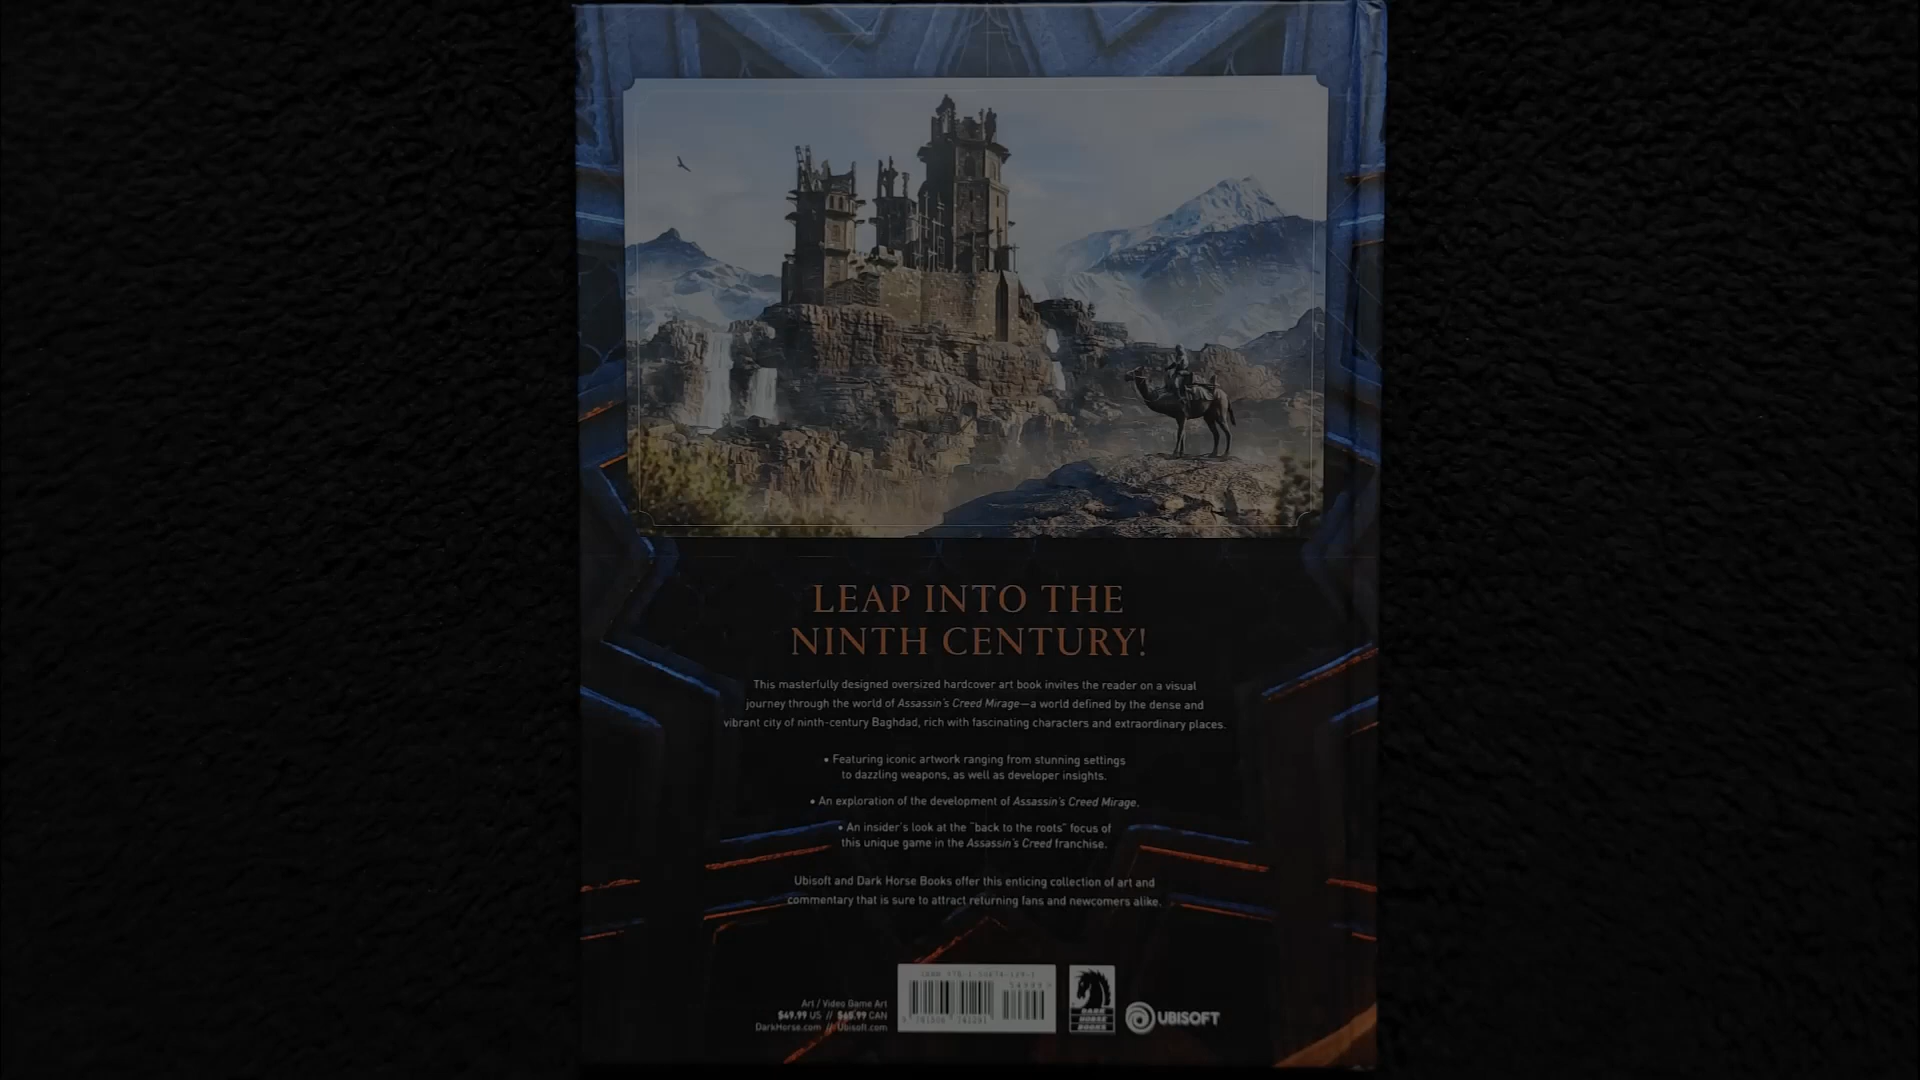 LEAP INTO THE
NINTH CENTURY!
This masterfully designed oversized hardcover art book invites the reader on a visual
journey through the world of Assassin's Creed Mirage—a world defined by the dense and
vibrant city of ninth-century Baghdad, rich with fascinating characters and extraordinary places.
• Featuring iconic artwork ranging from stunning settings
to dazzling weapons, as well as developer insights.
• An exploration of the development of Assassin's Creed Mirage.
• An insider's look at the "back to the roots" focus of
this unique game in the Assassin's Creed franchise.
Ubisoft and Dark Horse Books offer this enticing collection of art and
commentary that is sure to attract returning fans and newcomers alike.
Art / Video Game Art
$49.99 US // CAN
DarkHorse.com // Ubisoft.com
ISBN
DARK
HORSE
BOOKS
UBISOFT